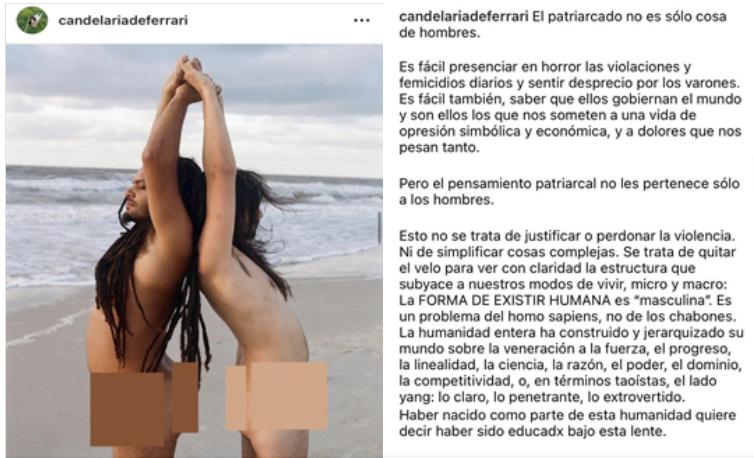 candelariadeferrari
candelariadeferrari El patriarcado no es sólo cosa
de hombres.
Es fácil presenciar en horror las violaciones y
femicidios diarios y sentir desprecio por los varones.
Es fácil también, saber que ellos gobiernan el mundo
y son ellos los que nos someten a una vida de
opresión simbólica y económica, y a dolores que nos
pesan tanto.
Pero el pensamiento patriarcal no les pertenece sólo
a los hombres.
Esto no se trata de justificar o perdonar la violencia.
Ni de simplificar cosas complejas. Se trata de quitar
el velo para ver con claridad la estructura que
subyace a nuestros modos de vivir, micro y macro:
La FORMA DE EXISTIR HUMANA es “masculina”. Es
un problema del homo sapiens, no de los chabones.
La humanidad entera ha construido y jerarquizado su
mundo sobre la veneración a la fuerza, el progreso,
la linealidad, la ciencia, la razón, el poder, el dominio,
la competitividad, o, en términos taoístas, el lado
yang: lo claro, lo penetrante, lo extrovertido.
Haber nacido como parte de esta humanidad quiere
decir haber sido educadx bajo esta lente.